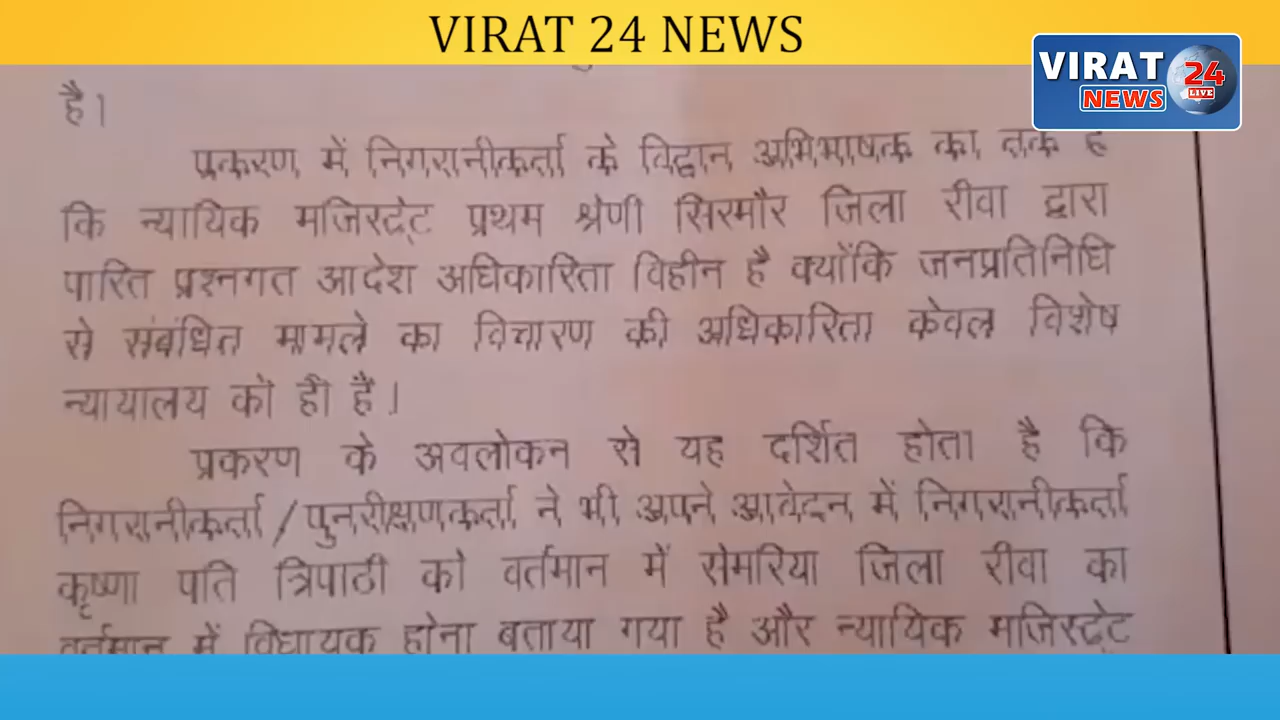 VIRAT 24 NEWS
VIRAT 24
NEWS LIVE
है।
प्रकरण में निगरानीकर्ता के विद्वान अभिभाषक का तर्क है
कि न्यायिक मजिस्ट्रेट प्रथम श्रेणी सिरमौर जिला रीवा द्वारा
पारित प्रश्नगत आदेश अधिकारिता विहीन है क्योंकि जनप्रतिनिधि
से संबंधित मामले का विचारण की अधिकारिता केवल विशेष
न्यायालय को ही है।
प्रकरण के अवलोकन से यह दर्शित होता है कि
निगरानीकर्ता/पुनरीक्षणकर्ता ने भी अपने आवेदन में निगरानीकर्ता
कृष्णा पति त्रिपाठी को वर्तमान में सेमरिया जिला रीवा का
वर्तमान में विधायक होना बताया गया है और न्यायिक मजिस्ट्रेट